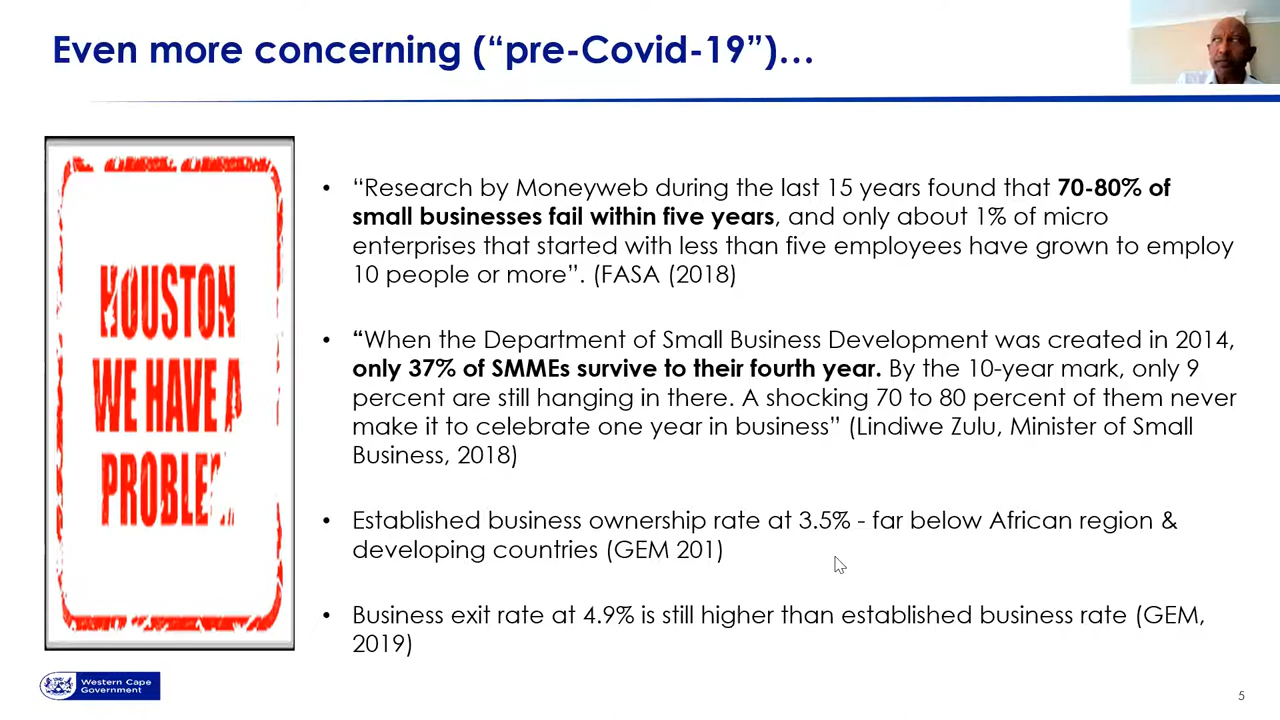 Even more concerning (“pre-Covid-19”)…
HOUSTON
WE HAVE A
PROBLEM
• “Research by Moneyweb during the last 15 years found that 70-80% of
small businesses fail within five years, and only about 1% of micro
enterprises that started with less than five employees have grown to employ
10 people or more”. (FASA (2018)
• “When the Department of Small Business Development was created in 2014,
only 37% of SMMEs survive to their fourth year. By the 10-year mark, only 9
percent are still hanging in there. A shocking 70 to 80 percent of them never
make it to celebrate one year in business” (Lindiwe Zulu, Minister of Small
Business, 2018)
• Established business ownership rate at 3.5% - far below African region &
developing countries (GEM 201)
• Business exit rate at 4.9% is still higher than established business rate (GEM,
2019)
Western Cape
Government
5